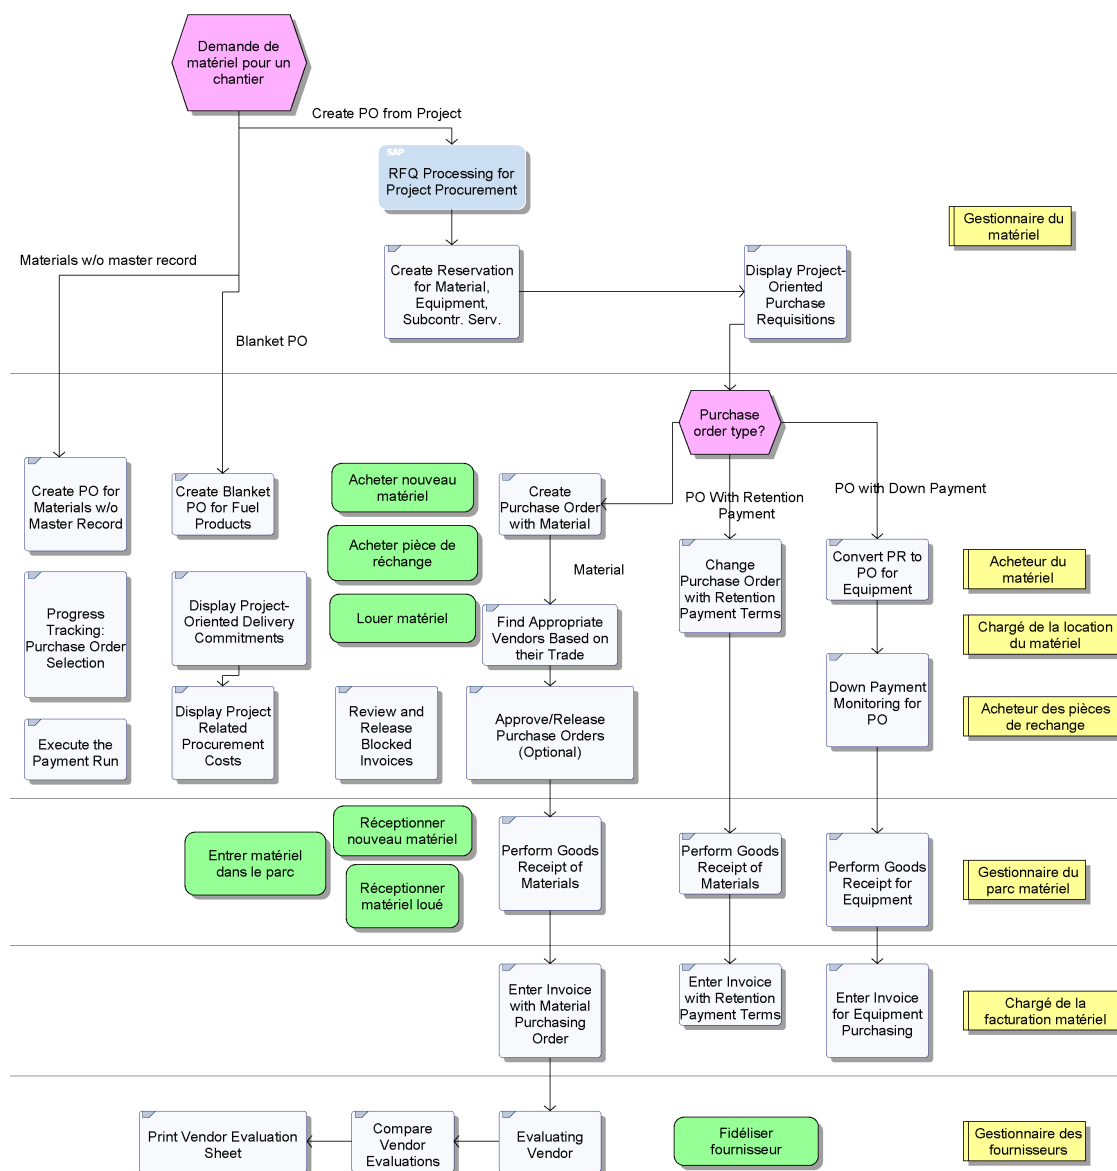 Demande de
matériel pour un
chantier
Create PO from Project
SAP
RFQ Processing for
Project Procurement
Gestionnaire du
matériel
Materials w/o master record
Create Reservation
for Material,
Equipment,
Subcontr. Serv.
Display Project-
Oriented
Purchase
Requisitions
Blanket PO
Purchase
order type?
Create PO for
Materials w/o
Master Record
Create Blanket
PO for Fuel
Products
Acheter nouveau
matériel
Create
Purchase Order
with Material
PO With Retention
Payment
PO with Down Payment
Acheter pièce de
réchange
Material
Change
Purchase Order
with Retention
Payment Terms
Convert PR to
PO for
Equipment
Acheteur du
matériel
Progress
Tracking:
Purchase Order
Selection
Display Project-
Oriented Delivery
Commitments
Louer matériel
Find Appropriate
Vendors Based on
their Trade
Chargé de la location
du matériel
Down Payment
Monitoring for
PO
Execute the
Payment Run
Display Project
Related
Procurement
Costs
Review and
Release
Blocked
Invoices
Approve/Release
Purchase Orders
(Optional)
Acheteur des pièces
de rechange
Entrer matériel
dans le parc
Réceptionner
nouveau matériel
Réceptionner
matériel loué
Perform Goods
Receipt of
Materials
Perform Goods
Receipt of
Materials
Perform Goods
Receipt for
Equipment
Gestionnaire du
parc matériel
Enter Invoice
with Material
Purchasing
Order
Enter Invoice
with Retention
Payment Terms
Enter Invoice
for Equipment
Purchasing
Chargé de la
facturation matériel
Print Vendor Evaluation
Sheet
Compare
Vendor
Evaluations
Evaluating
Vendor
Fidéliser
fournisseur
Gestionnaire des
fournisseurs